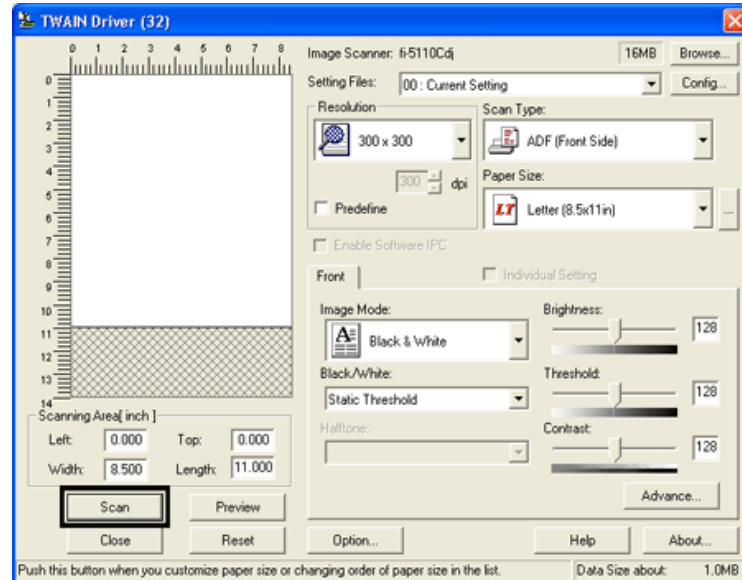 TWAIN Driver (32)
0 1 2 3 4 5 6 7 8
0
1
2
3
4
5
6
7
8
9
10
11
12
13
14
Scanning Area[ inch ]
Left: 0.000 Top: 0.000
Width: 8.500 Length: 11.000
Scan Preview
Close Reset
Image Scanner: fi-5110Cdj 16MB Browse...
Setting Files: 00 : Current Setting Config...
Resolution
300 x 300
300 dpi
Predefine
Scan Type:
ADF (Front Side)
Paper Size:
LT Letter (8.5x11in) ...
Enable Software IPC
Front Individual Setting
Image Mode:
A Black & White
Black/White:
Static Threshold
Halftone:
Brightness:
128
Threshold:
128
Contrast:
128
Advance...
Option... Help About...
Push this button when you customize paper size or changing order of paper size in the list. Data Size about: 1.0MB